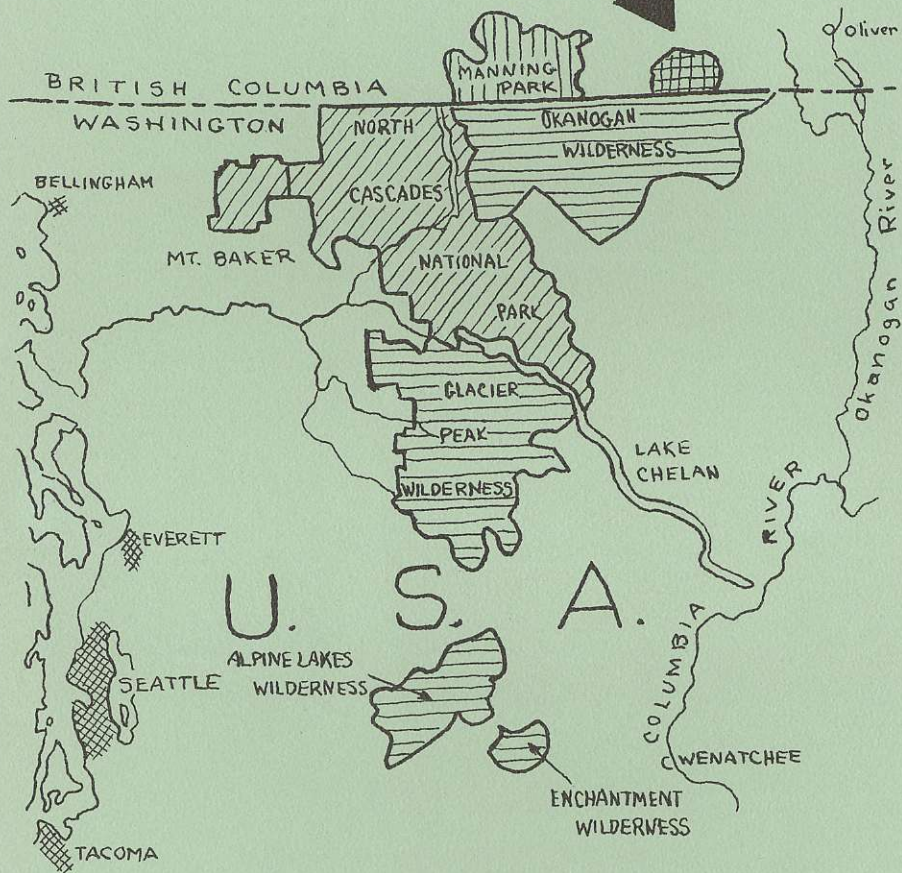 Oliver
BRITISH COLUMBIA
MANNING
PARK
WASHINGTON
NORTH
CASCADES
NATIONAL
PARK
OKANOGAN
WILDERNESS
BELLINGHAM
MT. BAKER
Okanogan River
GLACIER
PEAK
WILDERNESS
LAKE
CHELAN
COLUMBIA RIVER
EVERETT
U. S. A.
SEATTLE
ALPINE LAKES
WILDERNESS
WENATCHEE
ENCHANTMENT
WILDERNESS
TACOMA